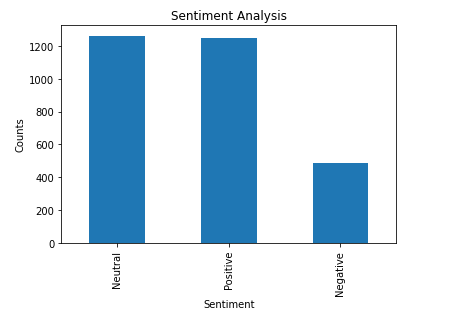 Sentiment Analysis
1200
1000
800
600
400
200
0
Counts
Neutral
Positive
Negative
Sentiment